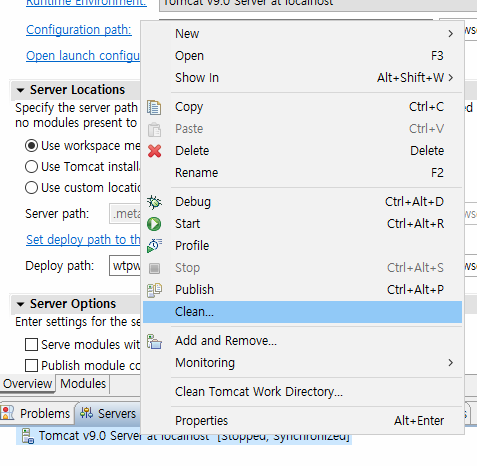 Runtime Environment: Tomcat v9.0 Server at localhost
Configuration path:
Open launch configu
Server Locations
Specify the server path
no modules present to
Use workspace me
Use Tomcat installa
Use custom locatio
Server path: .meta
Set deploy path to th
Deploy path: wtpw
Server Options
Enter settings for the se
Serve modules wit
Publish module co
Overview Modules
Problems Servers
Tomcat v9.0 Server at localhost [Stopped, Synchronized]
New
Open F3
Show In Alt+Shift+W
Copy Ctrl+C
Paste Ctrl+V
Delete Delete
Rename F2
Debug Ctrl+Alt+D
Start Ctrl+Alt+R
Profile
Stop Ctrl+Alt+S
Publish Ctrl+Alt+P
Clean...
Add and Remove...
Monitoring
Clean Tomcat Work Directory...
Properties Alt+Enter